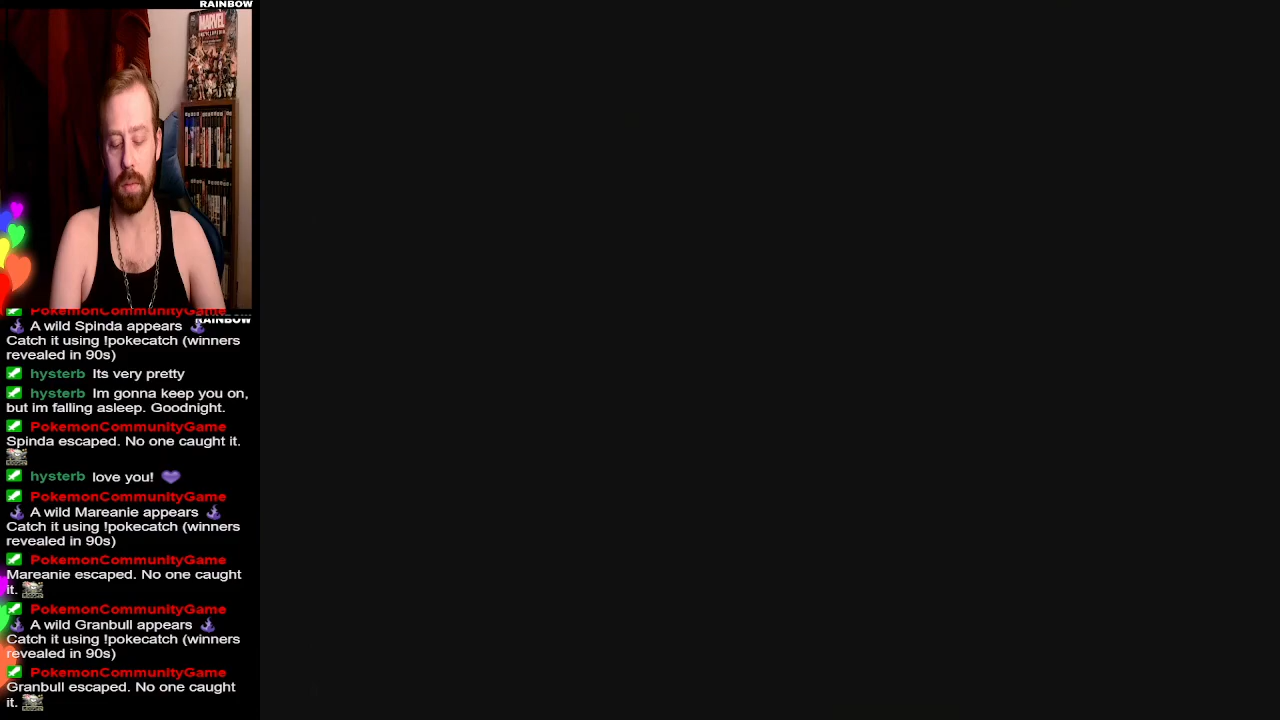 RAINBOW
MARVEL
ENCYCLOPEDIA
PokemonCommunityGame
RAINBOW
A wild Spinda appears
Catch it using !pokecatch (winners
revealed in 90s)
hysterb Its very pretty
hysterb Im gonna keep you on,
but im falling asleep. Goodnight.
PokemonCommunityGame
Spinda escaped. No one caught it.
hysterb love you!
PokemonCommunityGame
A wild Mareanie appears
Catch it using !pokecatch (winners
revealed in 90s)
PokemonCommunityGame
Mareanie escaped. No one caught
it.
PokemonCommunityGame
A wild Granbull appears
Catch it using !pokecatch (winners
revealed in 90s)
PokemonCommunityGame
Granbull escaped. No one caught
it.